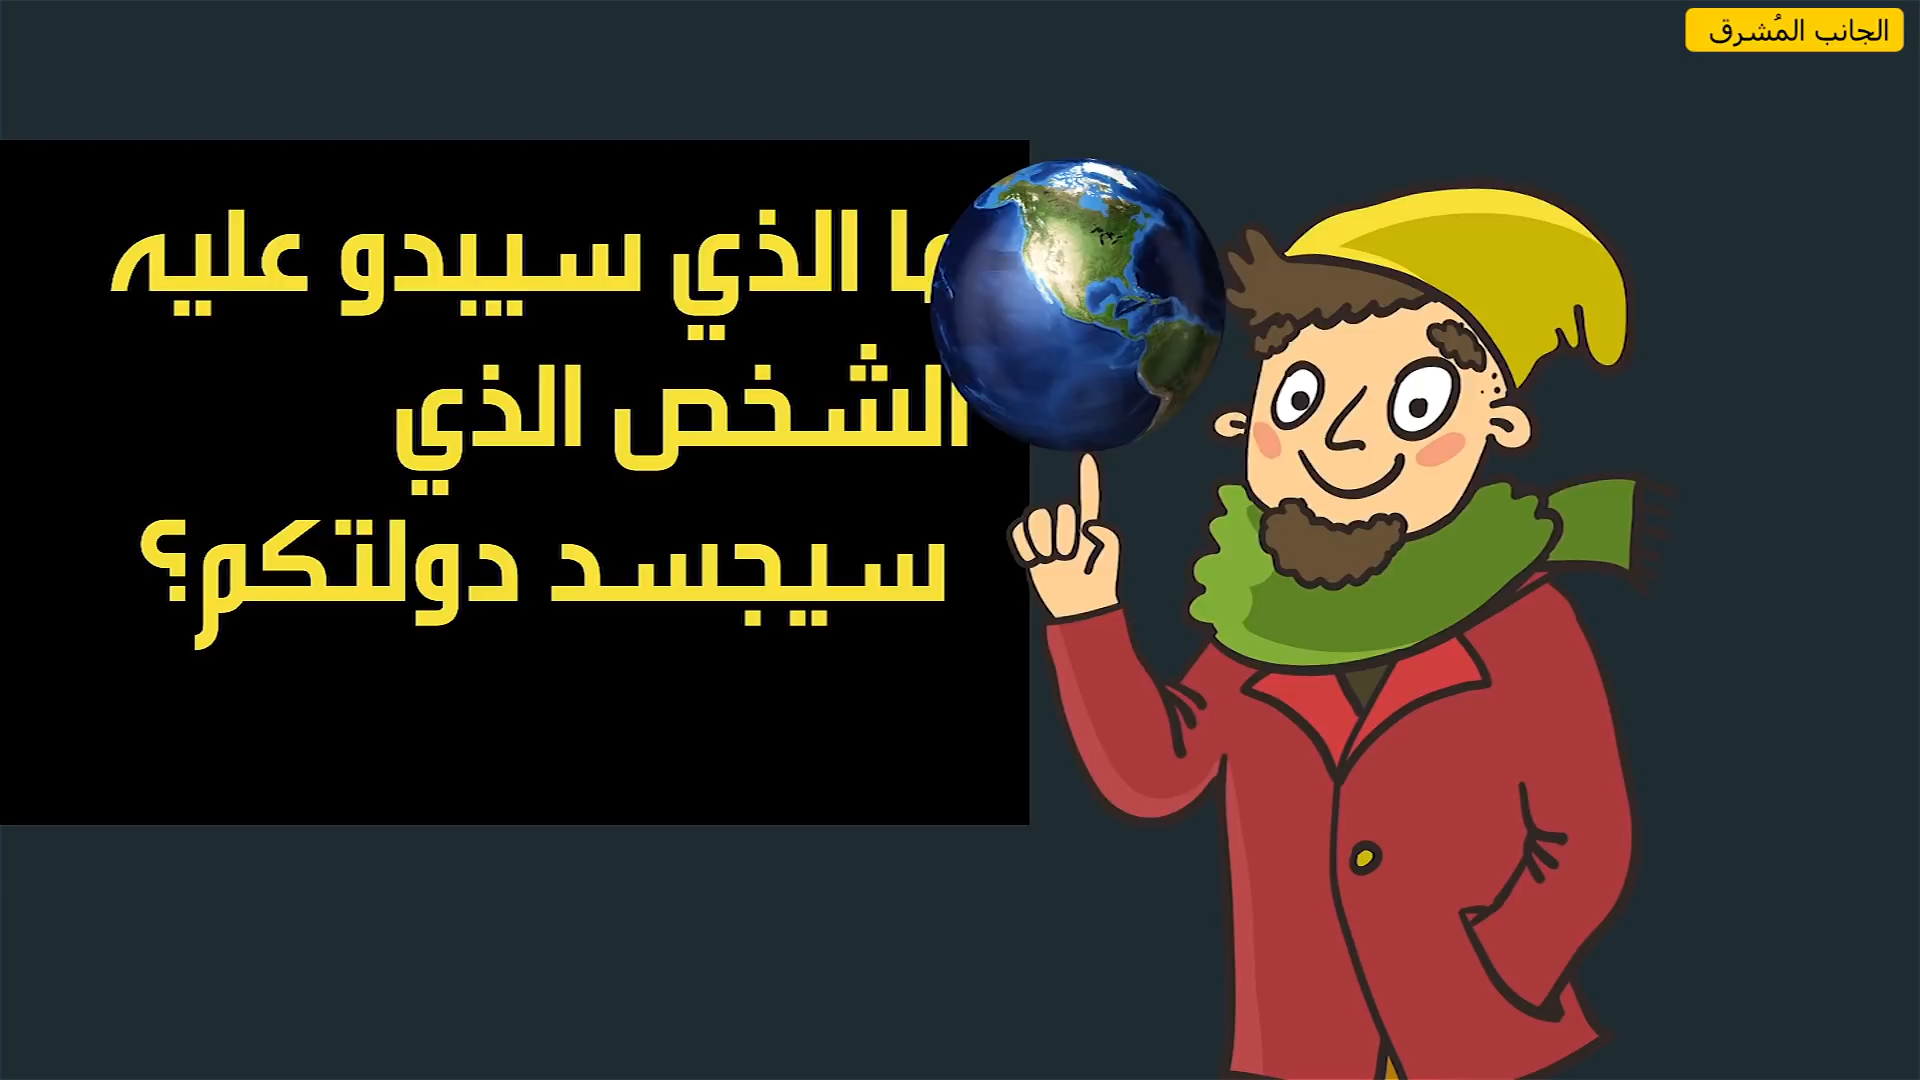 الجانب المُشرق
ما الذي سيبدو عليه
الشخص الذي
سيجسد دولتكم؟